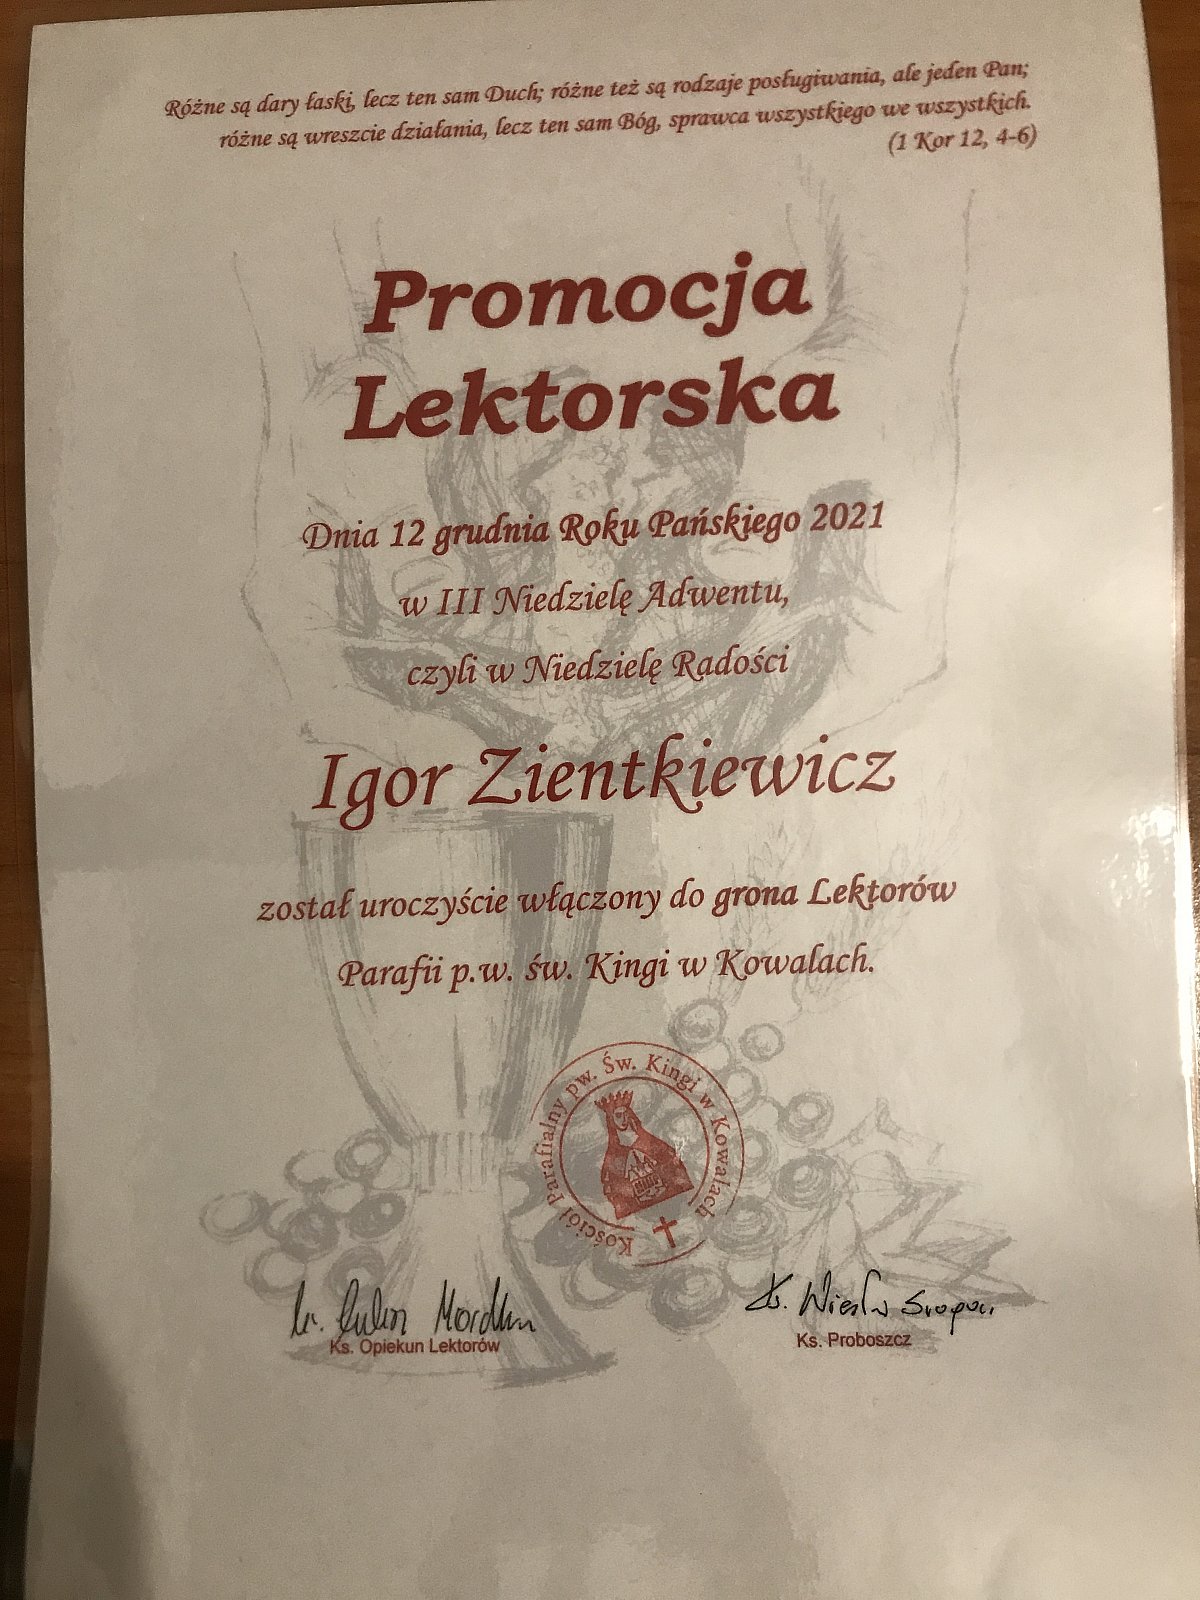 Różne są dary łaski, lecz ten sam Duch; różne też są rodzaje posługiwania, ale jeden Pan;
różne są wreszcie działania, lecz ten sam Bóg, sprawca wszystkiego we wszystkich.
(1 Kor 12, 4-6)
Promocja
Lektorska
Dnia 12 grudnia Roku Pańskiego 2021
w III Niedzielę Adwentu,
czyli w Niedzielę Radości
Igor Zientkiewicz
został uroczyście włączony do grona Lektorów
Parafii p.w. św. Kingi w Kowalach.
Kościół Parafialny pw. Św. Kingi w Kowalach
Ks. Opiekun Lektorów
Ks. Wiesław
Ks. Proboszcz